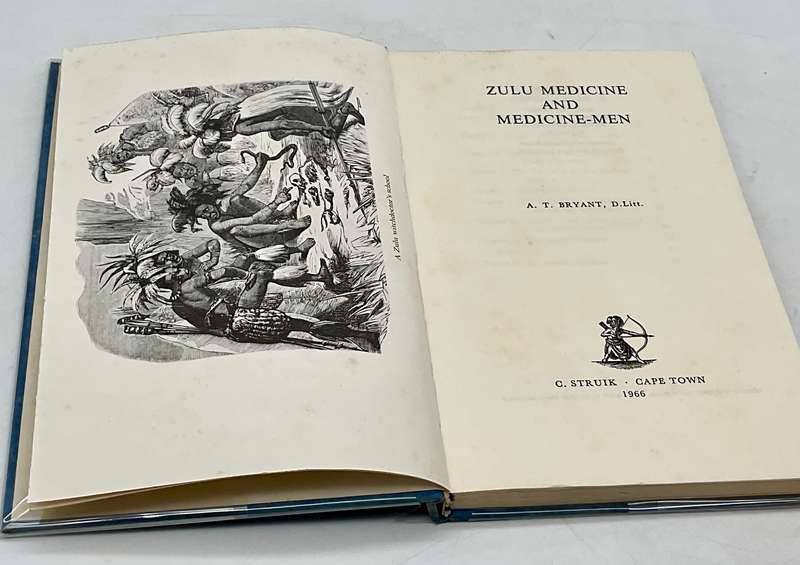 A Zulu witchdoctor's school
ZULU MEDICINE
AND
MEDICINE-MEN
A. T. BRYANT, D.Litt.
C. STRUIK · CAPE TOWN
1966